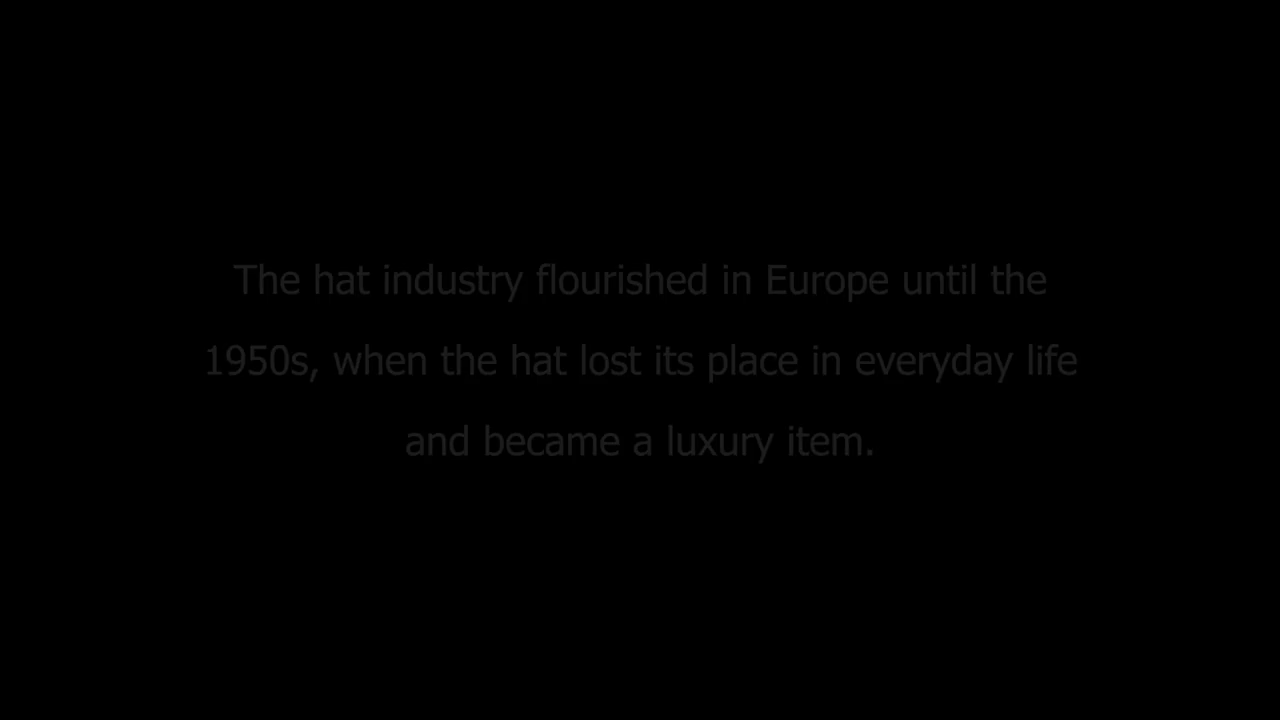 The hat industry flourished in Europe until the
1950s, when the hat lost its place in everyday life
and became a luxury item.